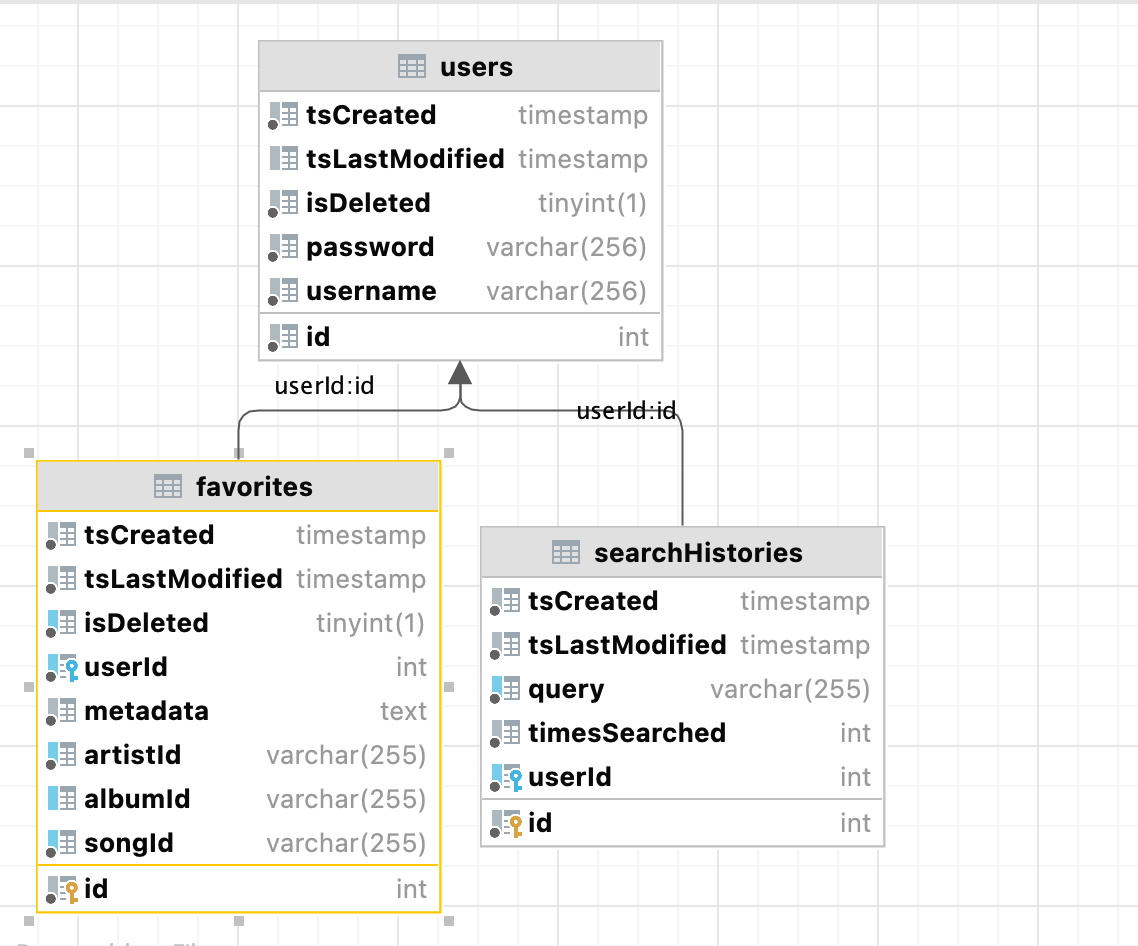 users
tsCreated timestamp
tsLastModified timestamp
isDeleted tinyint(1)
password varchar(256)
username varchar(256)
id int
userId:id
userId:id
favorites
tsCreated timestamp
tsLastModified timestamp
isDeleted tinyint(1)
userId int
metadata text
artistId varchar(255)
albumId varchar(255)
songId varchar(255)
id int
searchHistories
tsCreated timestamp
tsLastModified timestamp
query varchar(255)
timesSearched int
userId int
id int